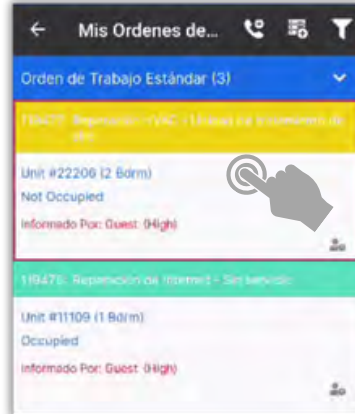 Mis Ordenes de...
Orden de Trabajo Estándar (3)
Unit #22206 (2 Bdrm)
Not Occupied
Informado Por: Guest (High)
Reparación de Internet - Sin servicio
Unit #11109 (1 Bdrm)
Occupied
Informado Por: Guest (High)